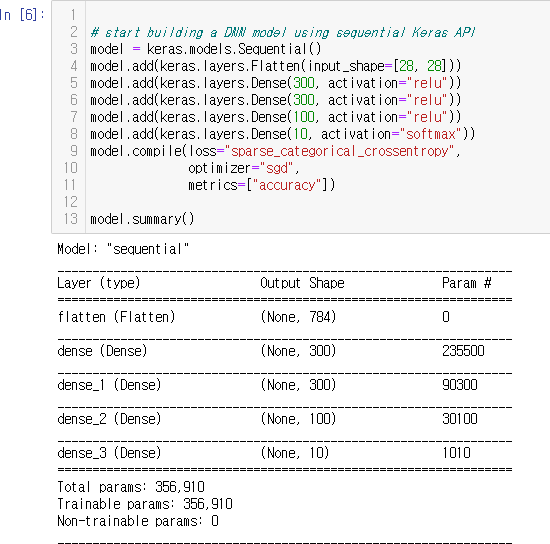 In [6]:
1
2 # start building a DNN model using sequential Keras API
3 model = keras.models.Sequential()
4 model.add(keras.layers.Flatten(input_shape=[28, 28]))
5 model.add(keras.layers.Dense(300, activation="relu"))
6 model.add(keras.layers.Dense(300, activation="relu"))
7 model.add(keras.layers.Dense(100, activation="relu"))
8 model.add(keras.layers.Dense(10, activation="softmax"))
9 model.compile(loss="sparse_categorical_crossentropy",
10 optimizer="sgd",
11 metrics=["accuracy"])
12
13 model.summary()
Model: "sequential"
Layer (type) Output Shape Param #
flatten (Flatten) (None, 784) 0
dense (Dense) (None, 300) 235500
dense_1 (Dense) (None, 300) 90300
dense_2 (Dense) (None, 100) 30100
dense_3 (Dense) (None, 10) 1010
Total params: 356,910
Trainable params: 356,910
Non-trainable params: 0